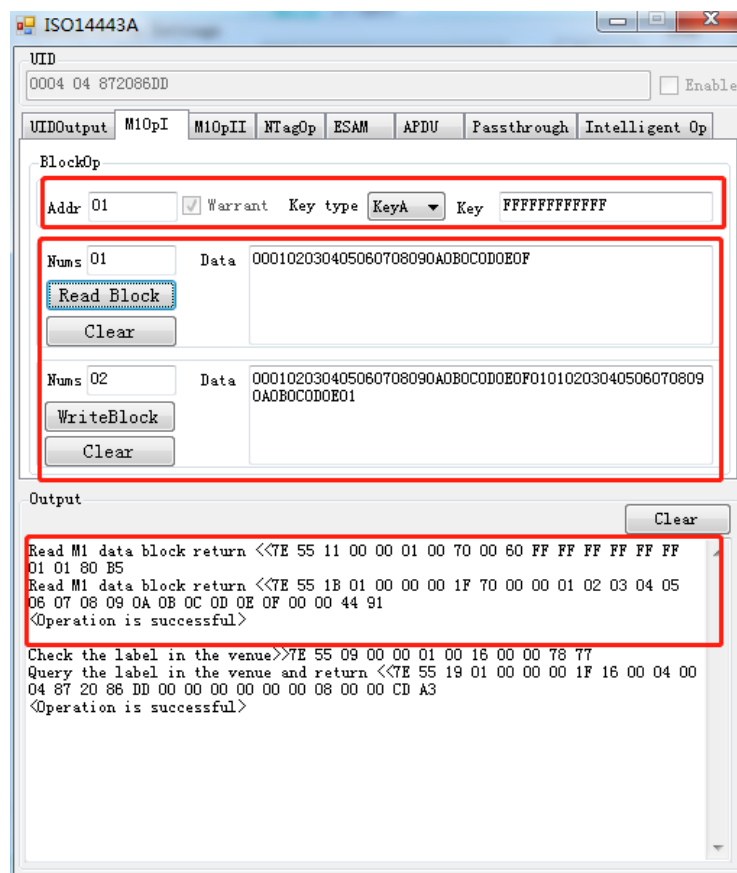 ISO14443A
UID
0004 04 872086DD
Enable
UIDOutput M1OpI M1OpII NTagOp ESAM APDU Passthrough Intelligent Op
BlockOp
Addr 01 Warrant Key type KeyA Key FFFFFFFFFFFF
Nums 01 Data 000102030405060708090A0B0C0D0E0F
Read Block
Clear
Nums 02 Data 000102030405060708090A0B0C0D0E0F01010203040506070809
0A0B0C0D0E01
WriteBlock
Clear
Output
Clear
Read M1 data block return <<7E 55 11 00 00 01 00 70 00 60 FF FF FF FF FF FF
01 01 80 B5
Read M1 data block return <<7E 55 1B 01 00 00 00 1F 70 00 00 01 02 03 04 05
06 07 08 09 0A 0B 0C 0D 0E 0F 00 00 44 91
<Operation is successful>
Check the label in the venue>>7E 55 09 00 00 01 00 16 00 00 78 77
Query the label in the venue and return <<7E 55 19 01 00 00 00 1F 16 00 04 00
04 87 20 86 DD 00 00 00 00 00 00 08 00 00 CD A3
<Operation is successful>